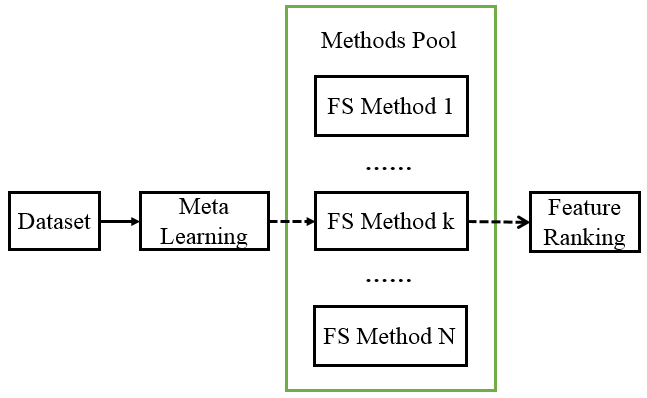 Methods Pool
FS Method 1
......
Dataset
Meta
Learning
FS Method k
Feature
Ranking
......
FS Method N